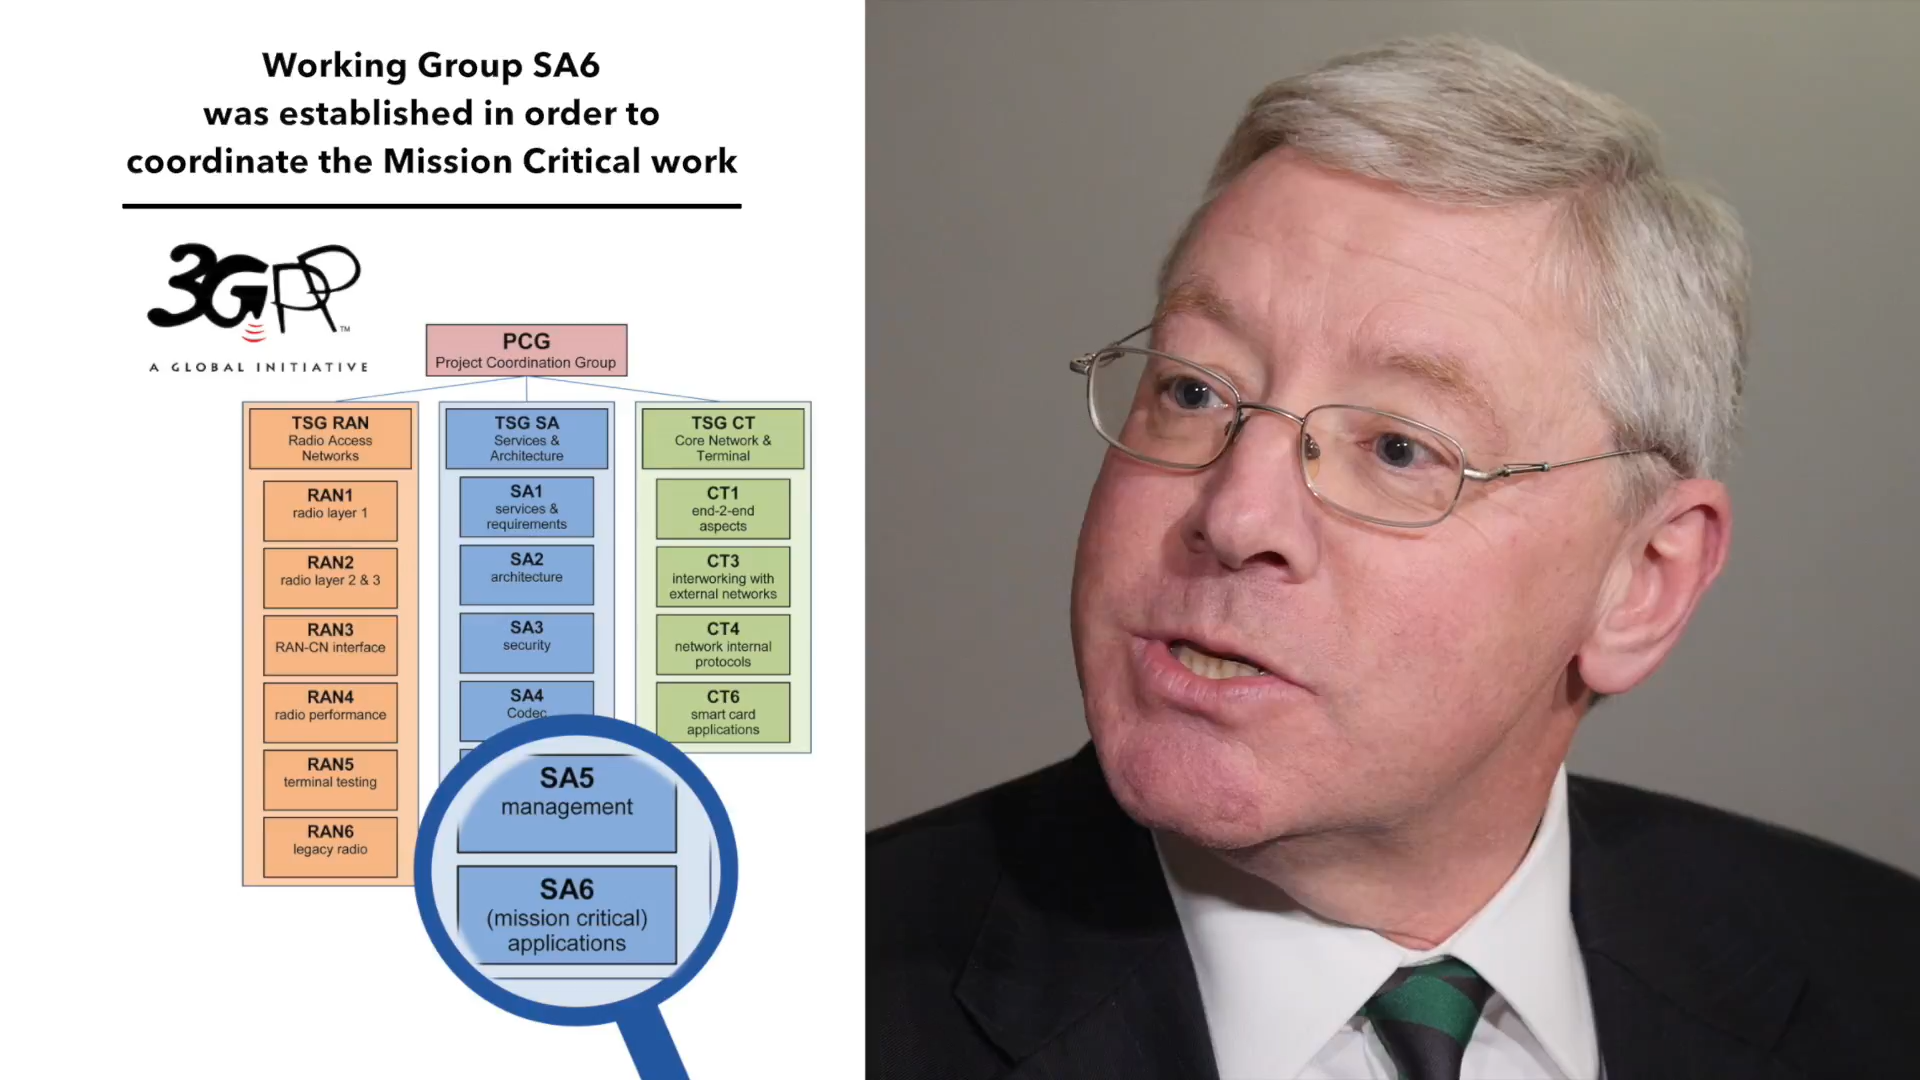 Working Group SA6
was established in order to
coordinate the Mission Critical work
3GPP
TM
A GLOBAL INITIATIVE
PCG
Project Coordination Group
TSG RAN
Radio Access
Networks
RAN1
radio layer 1
RAN2
radio layer 2 & 3
RAN3
RAN-CN interface
RAN4
radio performance
RAN5
terminal testing
RAN6
legacy radio
TSG SA
Services &
Architecture
SA1
services &
requirements
SA2
architecture
SA3
security
SA4
Codec
SA5
management
SA6
(mission critical)
applications
TSG CT
Core Network &
Terminal
CT1
end-2-end
aspects
CT3
interworking with
external networks
CT4
network internal
protocols
CT6
smart card
applications